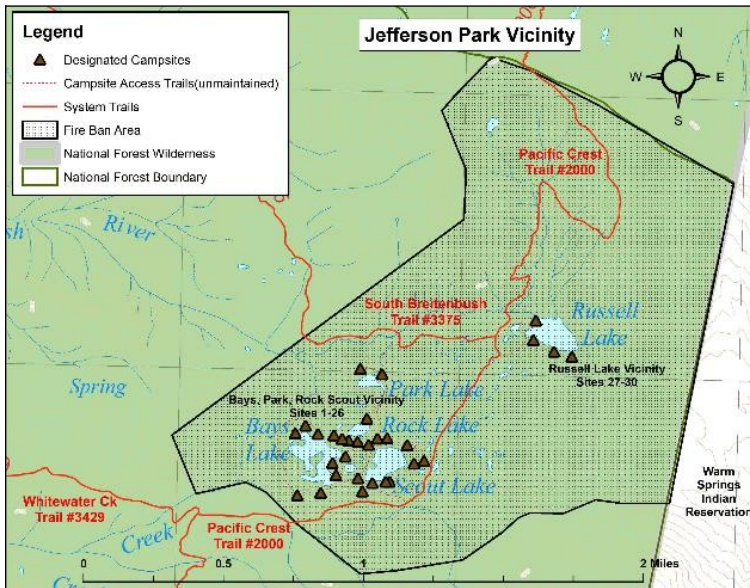 Jefferson Park Vicinity
Legend
Designated Campsites
Campsite Access Trails(unmaintained)
System Trails
Fire Ban Area
National Forest Wilderness
National Forest Boundary
N
W
E
S
Pacific Crest
Trail #2000
River
South Breitenbush
Trail #3375
Russell
Lake
Russell Lake Vicinity
Sites 27-30
Spring
Park Lake
Bays, Park, Rock Scout Vicinity
Sites 1-26
Bays
Lake
Rock Lake
Scout Lake
Whitewater Ck
Trail #3429
Pacific Crest
Trail #2000
Creek
Warm
Springs
Indian
Reservation
0
0.5
1
2 Miles